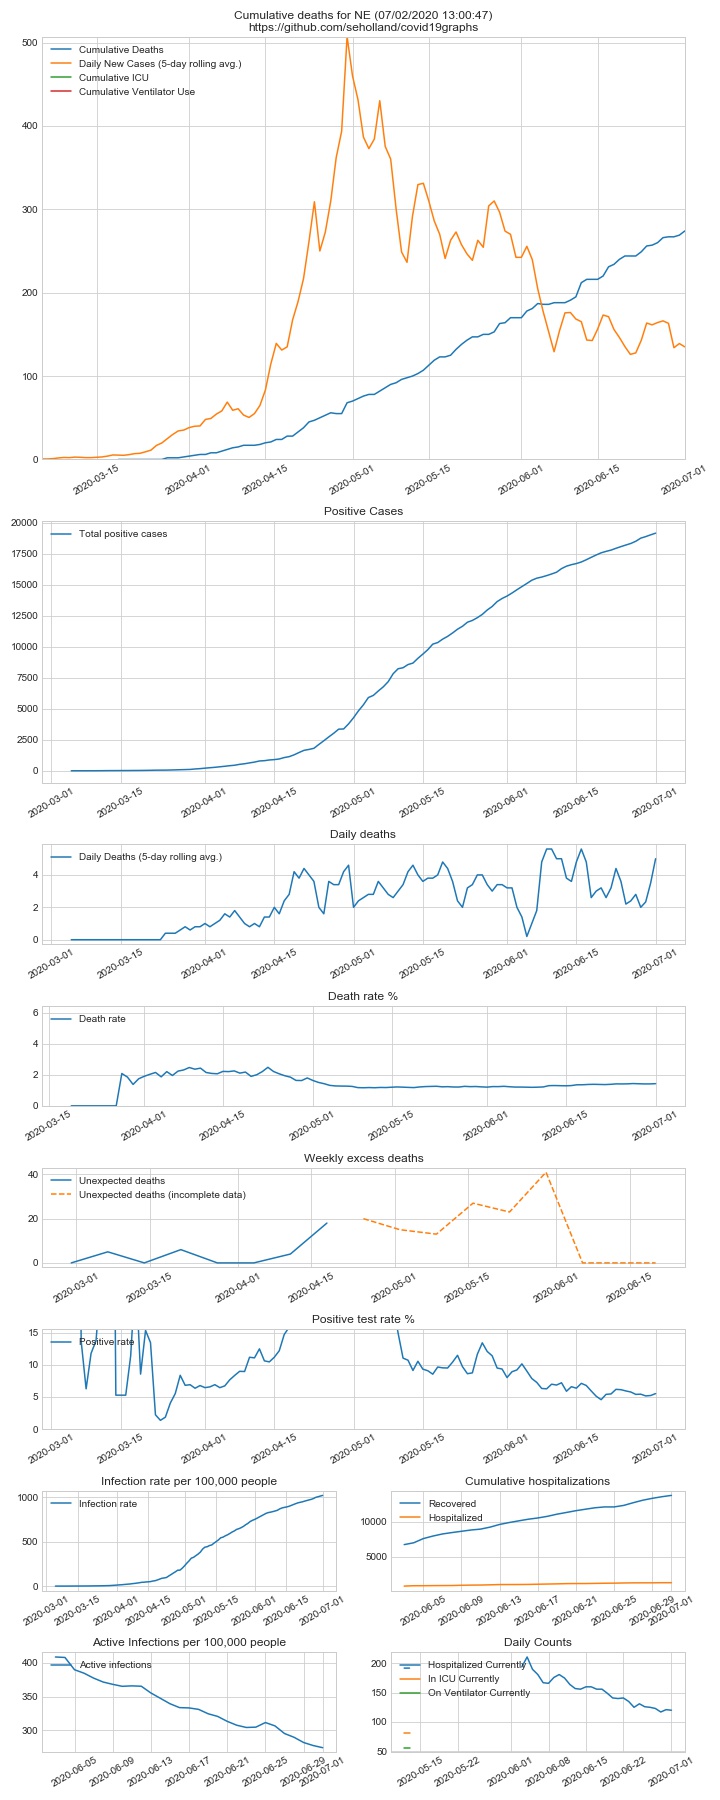 Cumulative deaths for NE (07/02/2020 13:00:47)
https://github.com/seholland/covid19graphs
Cumulative Deaths
Daily New Cases (5-day rolling avg.)
Cumulative ICU
Cumulative Ventilator Use
500
400
300
200
100
0
2020-03-15 2020-04-01 2020-04-15 2020-05-01 2020-05-15 2020-06-01 2020-06-15 2020-07-01
Positive Cases
Total positive cases
20000
17500
15000
12500
10000
7500
5000
2500
0
2020-03-01 2020-03-15 2020-04-01 2020-04-15 2020-05-01 2020-05-15 2020-06-01 2020-06-15 2020-07-01
Daily deaths
Daily Deaths (5-day rolling avg.)
4
2
0
2020-03-01 2020-03-15 2020-04-01 2020-04-15 2020-05-01 2020-05-15 2020-06-01 2020-06-15 2020-07-01
Death rate %
Death rate
6
4
2
0
2020-03-15 2020-04-01 2020-04-15 2020-05-01 2020-05-15 2020-06-01 2020-06-15 2020-07-01
Weekly excess deaths
Unexpected deaths
Unexpected deaths (incomplete data)
40
20
0
2020-03-01 2020-03-15 2020-04-01 2020-04-15 2020-05-01 2020-05-15 2020-06-01 2020-06-15
Positive test rate %
Positive rate
15
10
5
0
2020-03-01 2020-03-15 2020-04-01 2020-04-15 2020-05-01 2020-05-15 2020-06-01 2020-06-15 2020-07-01
Infection rate per 100,000 people
Infection rate
1000
500
0
2020-03-01 2020-03-15 2020-04-01 2020-04-15 2020-05-01 2020-05-15 2020-06-01 2020-06-15 2020-07-01
Cumulative hospitalizations
Recovered
Hospitalized
10000
5000
2020-06-05 2020-06-09 2020-06-13 2020-06-17 2020-06-21 2020-06-25 2020-06-29 2020-07-01
Active Infections per 100,000 people
Active infections
400
350
300
2020-06-05 2020-06-09 2020-06-13 2020-06-17 2020-06-21 2020-06-25 2020-06-29 2020-07-01
Daily Counts
Hospitalized Currently
In ICU Currently
On Ventilator Currently
200
150
100
50
2020-05-15 2020-05-22 2020-06-01 2020-06-08 2020-06-15 2020-06-22 2020-07-01